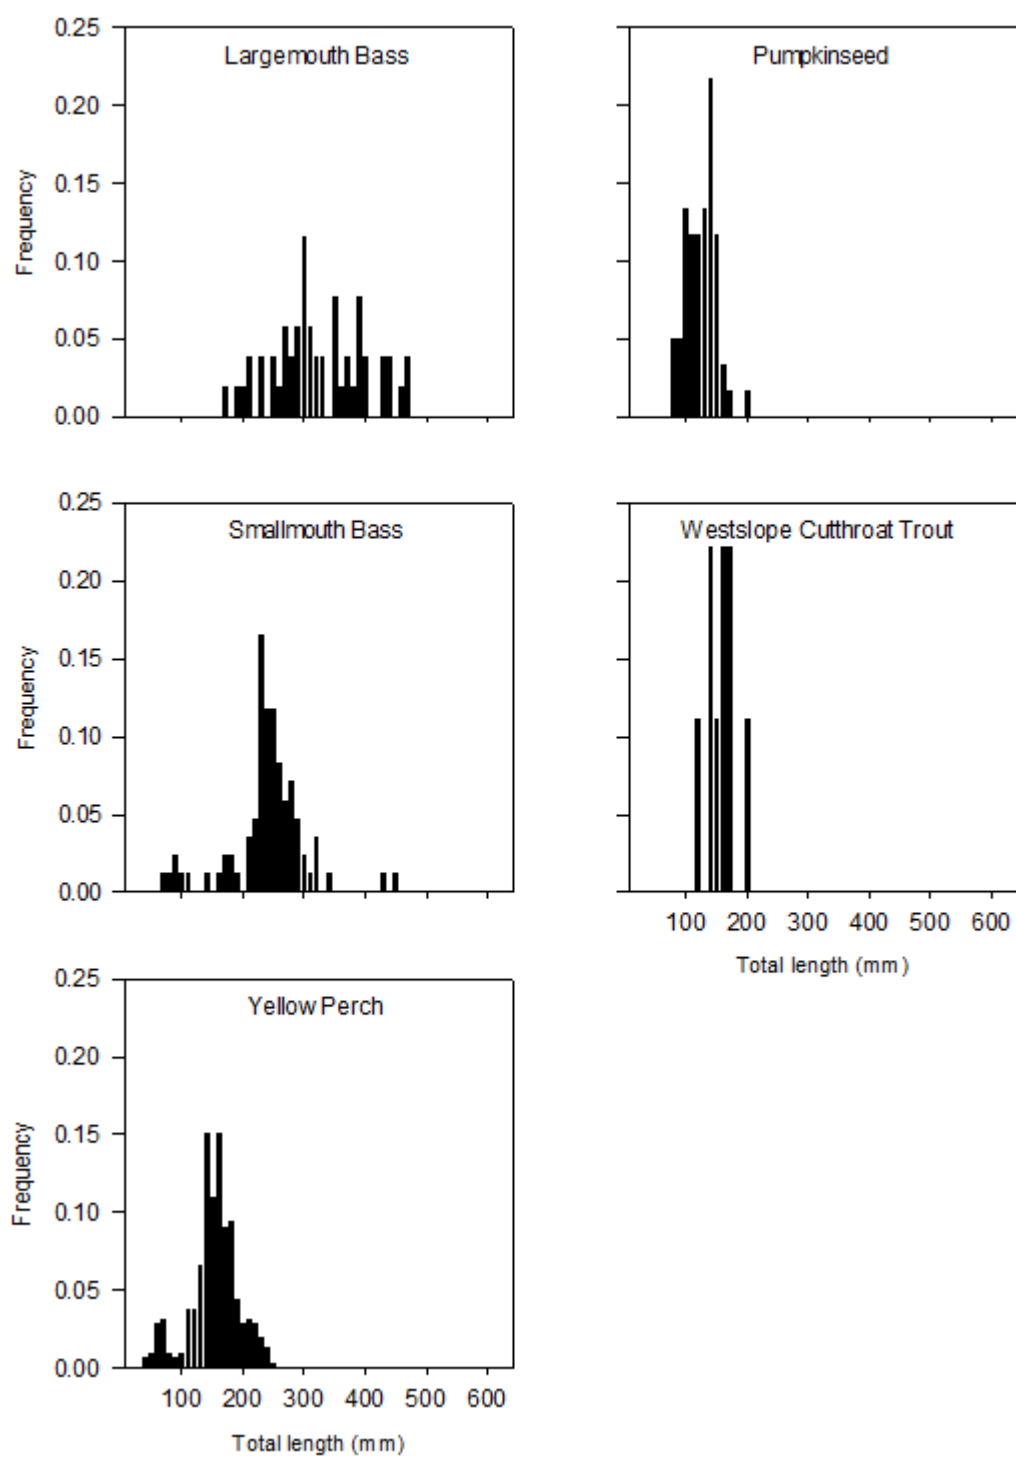 Largemouth Bass
0.25
0.20
0.15
0.10
0.05
0.00
Frequency
Pumpkinseed
Smallmouth Bass
0.25
0.20
0.15
0.10
0.05
0.00
Frequency
Westslope Cutthroat Trout
100 200 300 400 500 600
Total length (mm)
Yellow Perch
0.25
0.20
0.15
0.10
0.05
0.00
Frequency
100 200 300 400 500 600
Total length (mm)